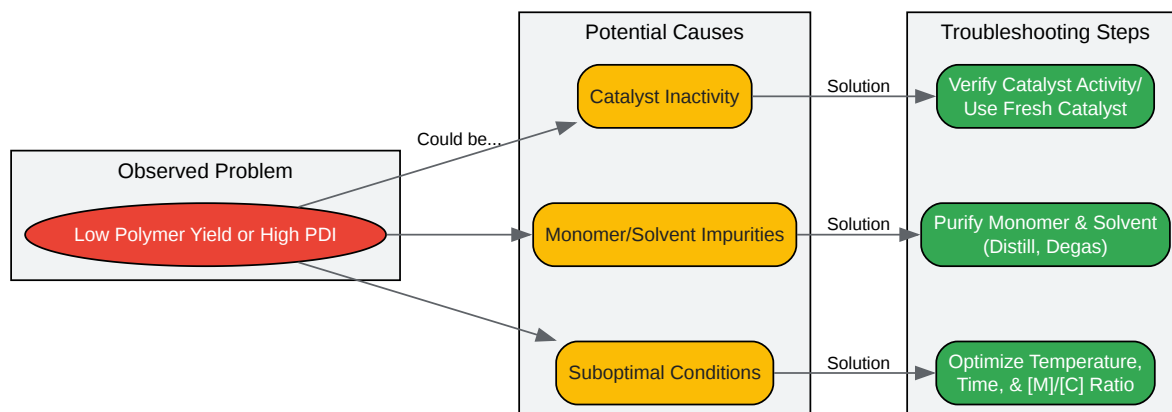 Observed Problem
Low Polymer Yield or High PDI
Could be...
Potential Causes
Catalyst Inactivity
Monomer/Solvent Impurities
Suboptimal Conditions
Solution
Solution
Solution
Troubleshooting Steps
Verify Catalyst Activity/
Use Fresh Catalyst
Purify Monomer & Solvent
(Distill, Degas)
Optimize Temperature,
Time, & [M]/[C] Ratio